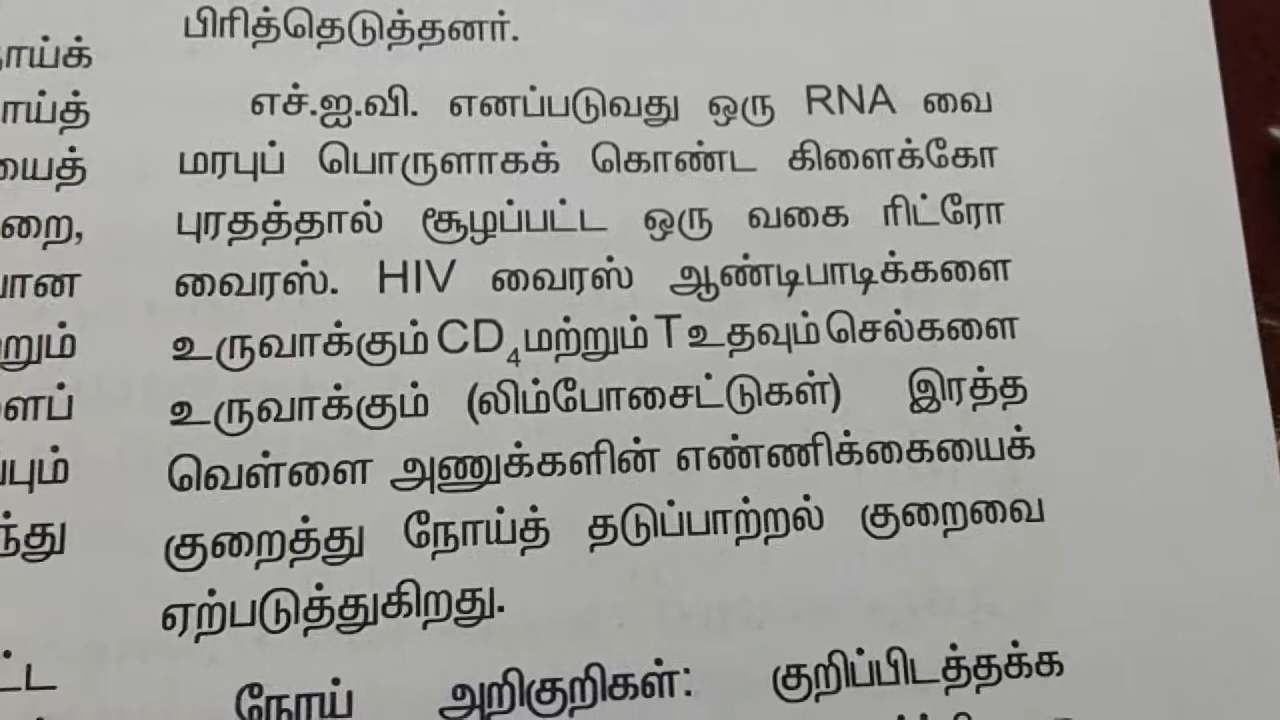 பிரித்தெடுத்தனர்.
எச்.ஐ.வி. எனப்படுவது ஒரு RNA வை
மரபுப் பொருளாகக் கொண்ட கிளைக்கோ
புரதத்தால் சூழப்பட்ட ஒரு வகை ரிட்ரோ
வைரஸ். HIV வைரஸ் ஆண்டிபாடிக்களை
உருவாக்கும் CD4 மற்றும் T உதவும் செல்களை
உருவாக்கும் (லிம்போசைட்டுகள்) இரத்த
வெள்ளை அணுக்களின் எண்ணிக்கையைக்
குறைத்து நோய்த் தடுப்பாற்றல் குறைவை
ஏற்படுத்துகிறது.
நோய் அறிகுறிகள்: குறிப்பிடத்தக்க